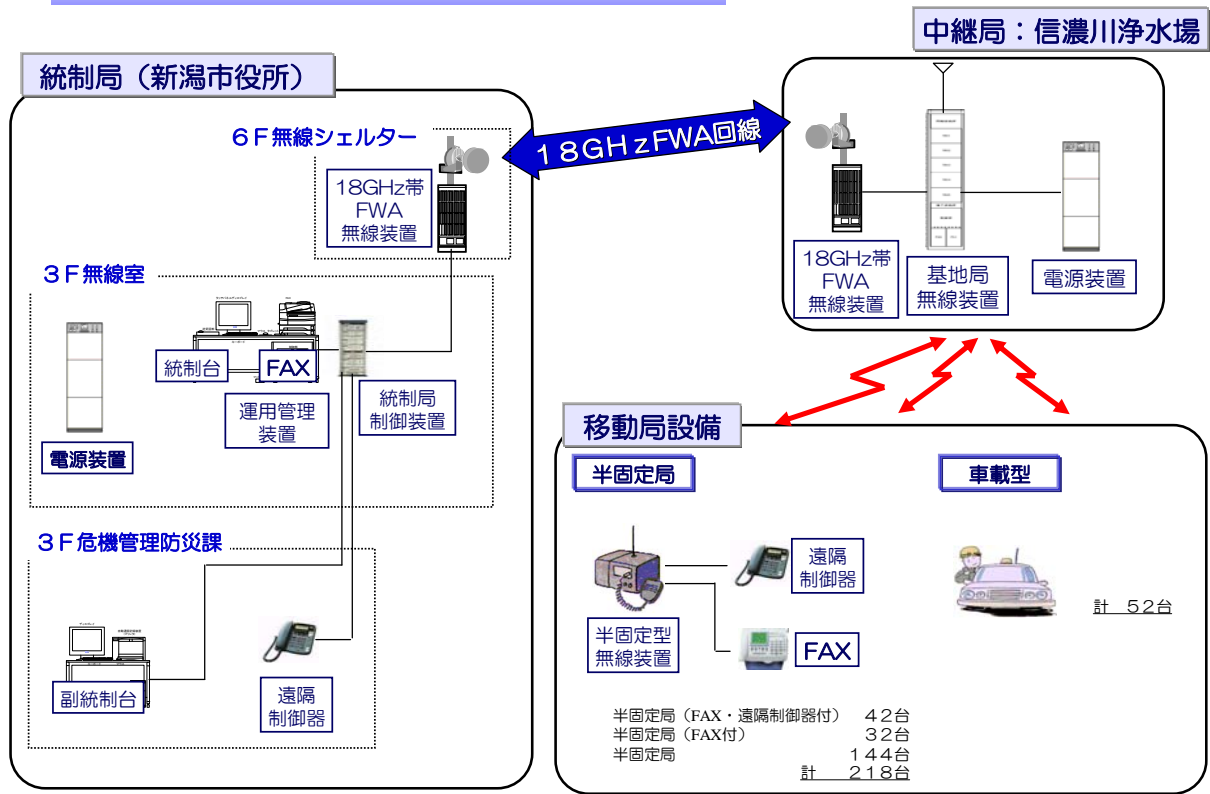 中継局：信濃川浄水場
統制局（新潟市役所）
６Ｆ無線シェルター
１８ＧＨｚFWA回線
18GHz帯
FWA
無線装置
18GHz帯
FWA
無線装置
基地局
無線装置
電源装置
３Ｆ無線室
統制台
FAX
運用管理
装置
統制局
制御装置
電源装置
３Ｆ危機管理防災課
副統制台
遠隔
制御器
移動局設備
半固定局
車載型
遠隔
制御器
半固定型
無線装置
FAX
計　５２台
半固定局（FAX・遠隔制御器付）　４２台
半固定局（FAX付）　３２台
半固定局　１４４台
計　２１８台